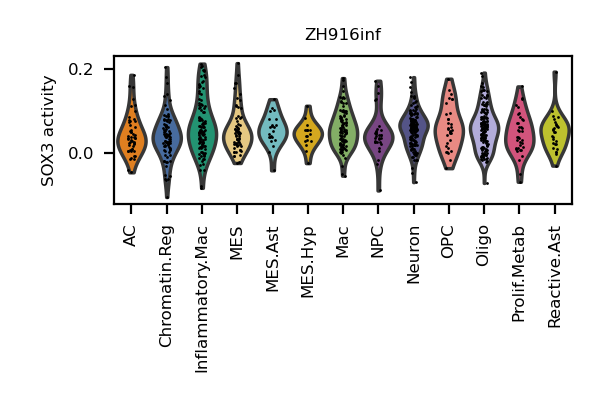 ZH916inf
SOX3 activity
0.2
0.0
AC
Chromatin.Reg
Inflammatory.Mac
MES
MES.Ast
MES.Hyp
Mac
NPC
Neuron
OPC
Oligo
Prolif.Metab
Reactive.Ast